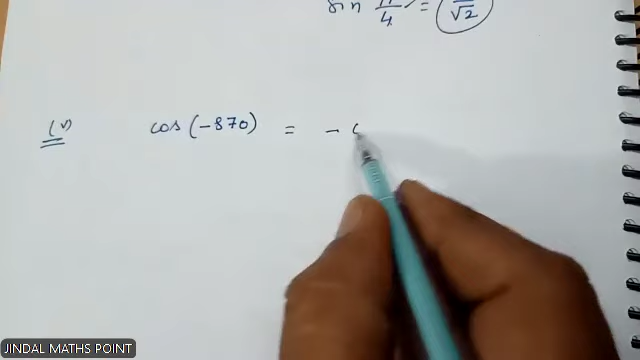 sin π/4 = 1/√2
(v) cos (-870) = - c
JINDAL MATHS POINT